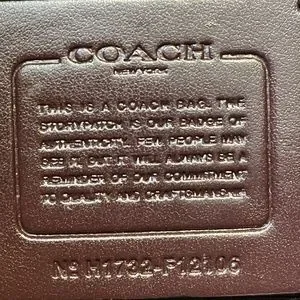 COACH
NEW YORK
THIS IS A COACH BAG. THE
STORYPATCH IS OUR BADGE OF
AUTHENTICITY. FEW PEOPLE MAY
SEE IT, BUT IT WILL ALWAYS BE A
REMINDER OF OUR COMMITMENT
TO QUALITY AND CRAFTSMANSHIP.
Nº H1732-F12106